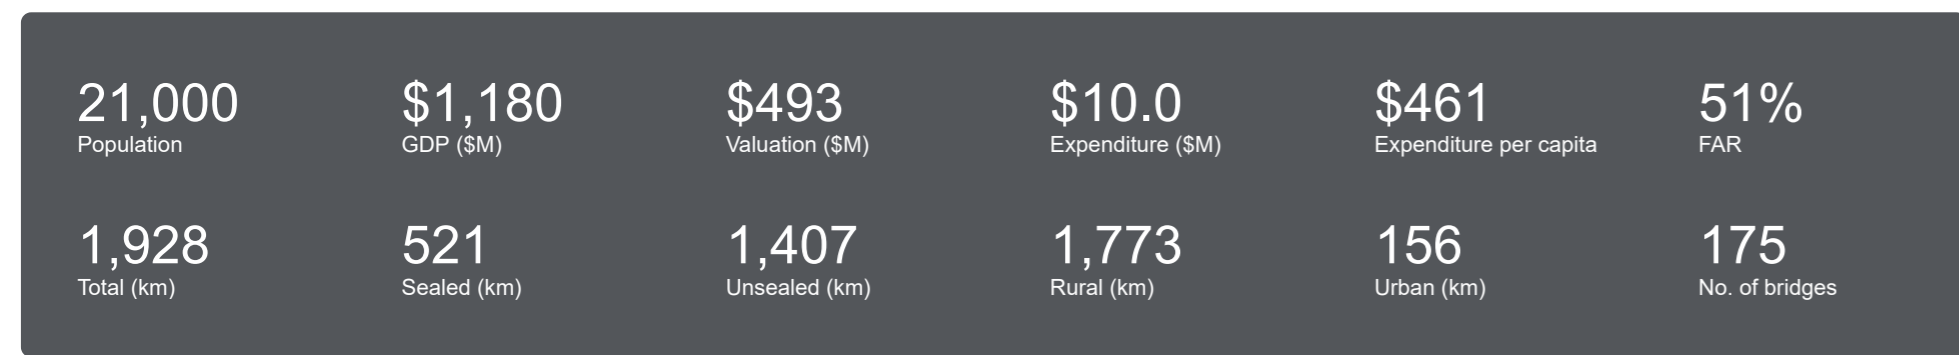 21,000 $1,180 $493 $10.0 $461 51%
Population GDP ($M) Valuation ($M) Expenditure ($M) Expenditure per capita FAR
1,928 521 1,407 1,773 156 175
Total (km) Sealed (km) Unsealed (km) Rural (km) Urban (km) No. of bridges